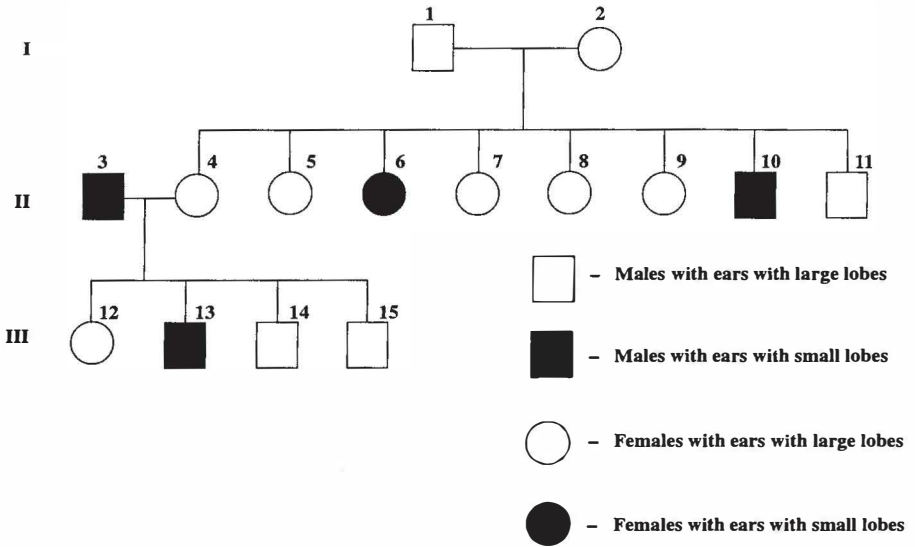 I
1 2
3 4 5 6 7 8 9 10 11
II
– Males with ears with large lobes
12 13 14 15
III
– Males with ears with small lobes
– Females with ears with large lobes
– Females with ears with small lobes